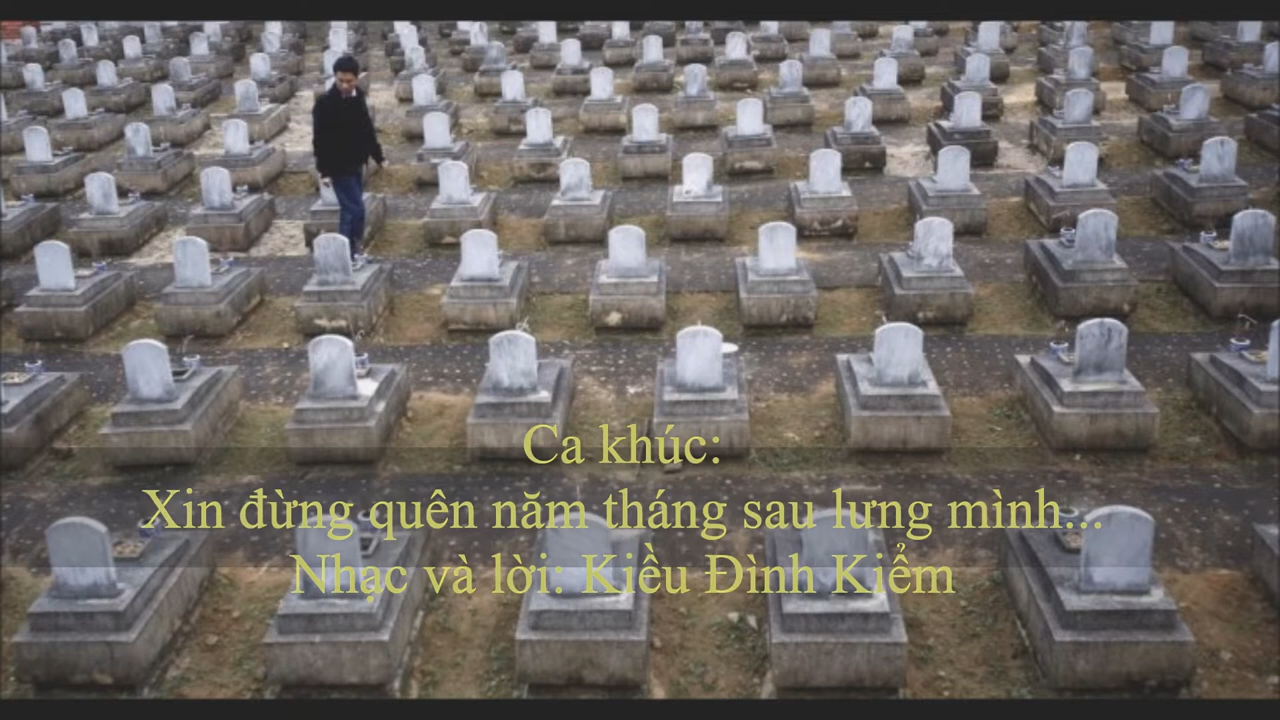 Ca khúc:
Xin đừng quên năm tháng sau lưng mình...
Nhạc và lời: Kiều Đình Kiểm